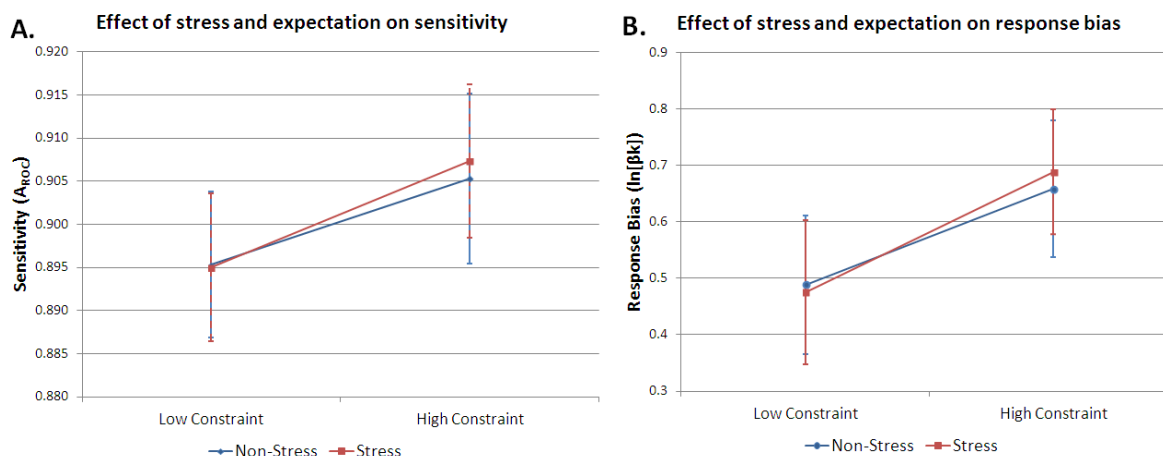 A.
Effect of stress and expectation on sensitivity
Sensitivity (AROC)
0.920
0.915
0.910
0.905
0.900
0.895
0.890
0.885
0.880
Low Constraint High Constraint
Non-Stress Stress
B.
Effect of stress and expectation on response bias
Response Bias (ln[βk])
0.9
0.8
0.7
0.6
0.5
0.4
0.3
Low Constraint High Constraint
Non-Stress Stress